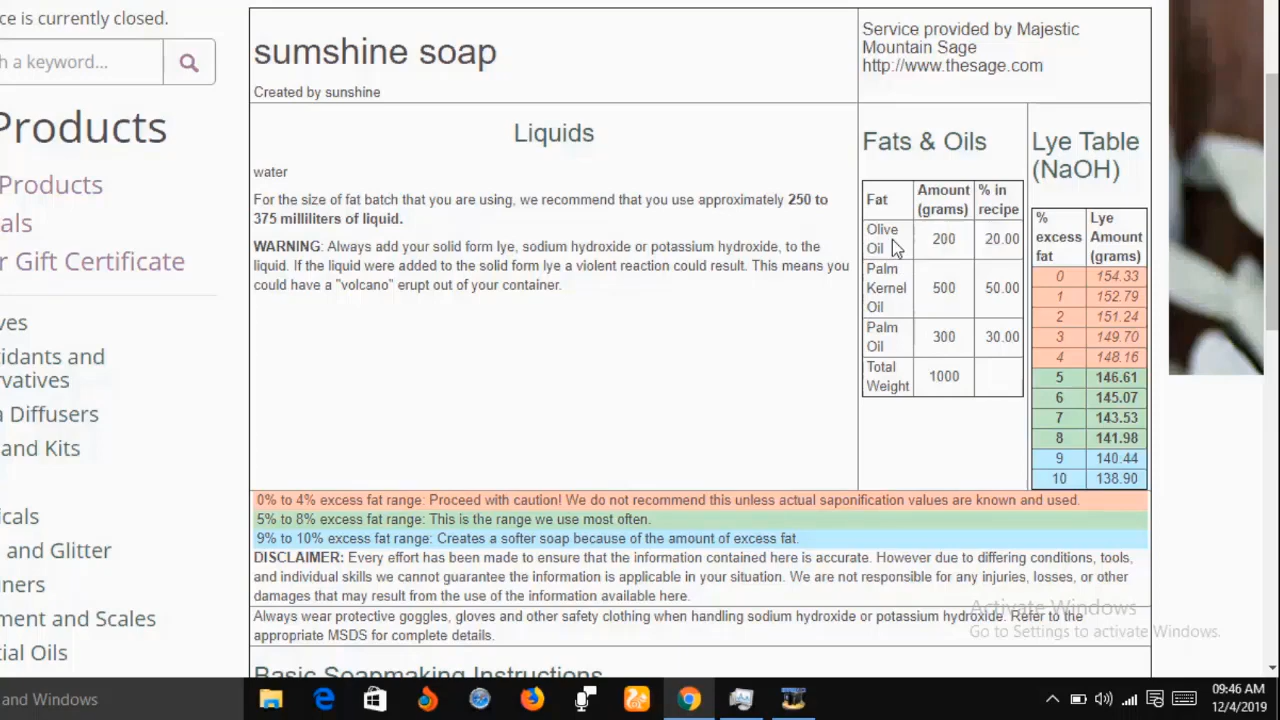 ce is currently closed.
h a keyword...
Products
Products
als
r Gift Certificate
ves
idants and
rvatives
a Diffusers
and Kits
icals
and Glitter
ners
ment and Scales
tial Oils
sumshine soap
Created by sunshine
Service provided by Majestic
Mountain Sage
http://www.thesage.com
Liquids
water
For the size of fat batch that you are using, we recommend that you use approximately 250 to
375 milliliters of liquid.
WARNING: Always add your solid form lye, sodium hydroxide or potassium hydroxide, to the
liquid. If the liquid were added to the solid form lye a violent reaction could result. This means you
could have a "volcano" erupt out of your container.
Fats & Oils
Fat Amount (grams) % in recipe
Olive Oil 200 20.00
Palm Kernel Oil 500 50.00
Palm Oil 300 30.00
Total Weight 1000
Lye Table
(NaOH)
% excess fat Lye Amount (grams)
0 154.33
1 152.79
2 151.24
3 149.70
4 148.16
5 146.61
6 145.07
7 143.53
8 141.98
9 140.44
10 138.90
0% to 4% excess fat range: Proceed with caution! We do not recommend this unless actual saponification values are known and used.
5% to 8% excess fat range: This is the range we use most often.
9% to 10% excess fat range: Creates a softer soap because of the amount of excess fat.
DISCLAIMER: Every effort has been made to ensure that the information contained here is accurate. However due to differing conditions, tools,
and individual skills we cannot guarantee the information is applicable in your situation. We are not responsible for any injuries, losses, or other
damages that may result from the use of the information available here.
Always wear protective goggles, gloves and other safety clothing when handling sodium hydroxide or potassium hydroxide. Refer to the
appropriate MSDS for complete details.
Basic Soapmaking Instructions
Activate Windows
Go to Settings to activate Windows.
and Windows
09:46 AM
12/4/2019